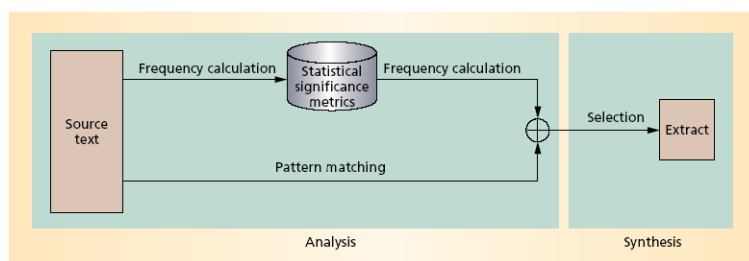 Frequency calculation
Statistical
significance
metrics
Frequency calculation
Source
text
Selection
Extract
Pattern matching
Analysis
Synthesis